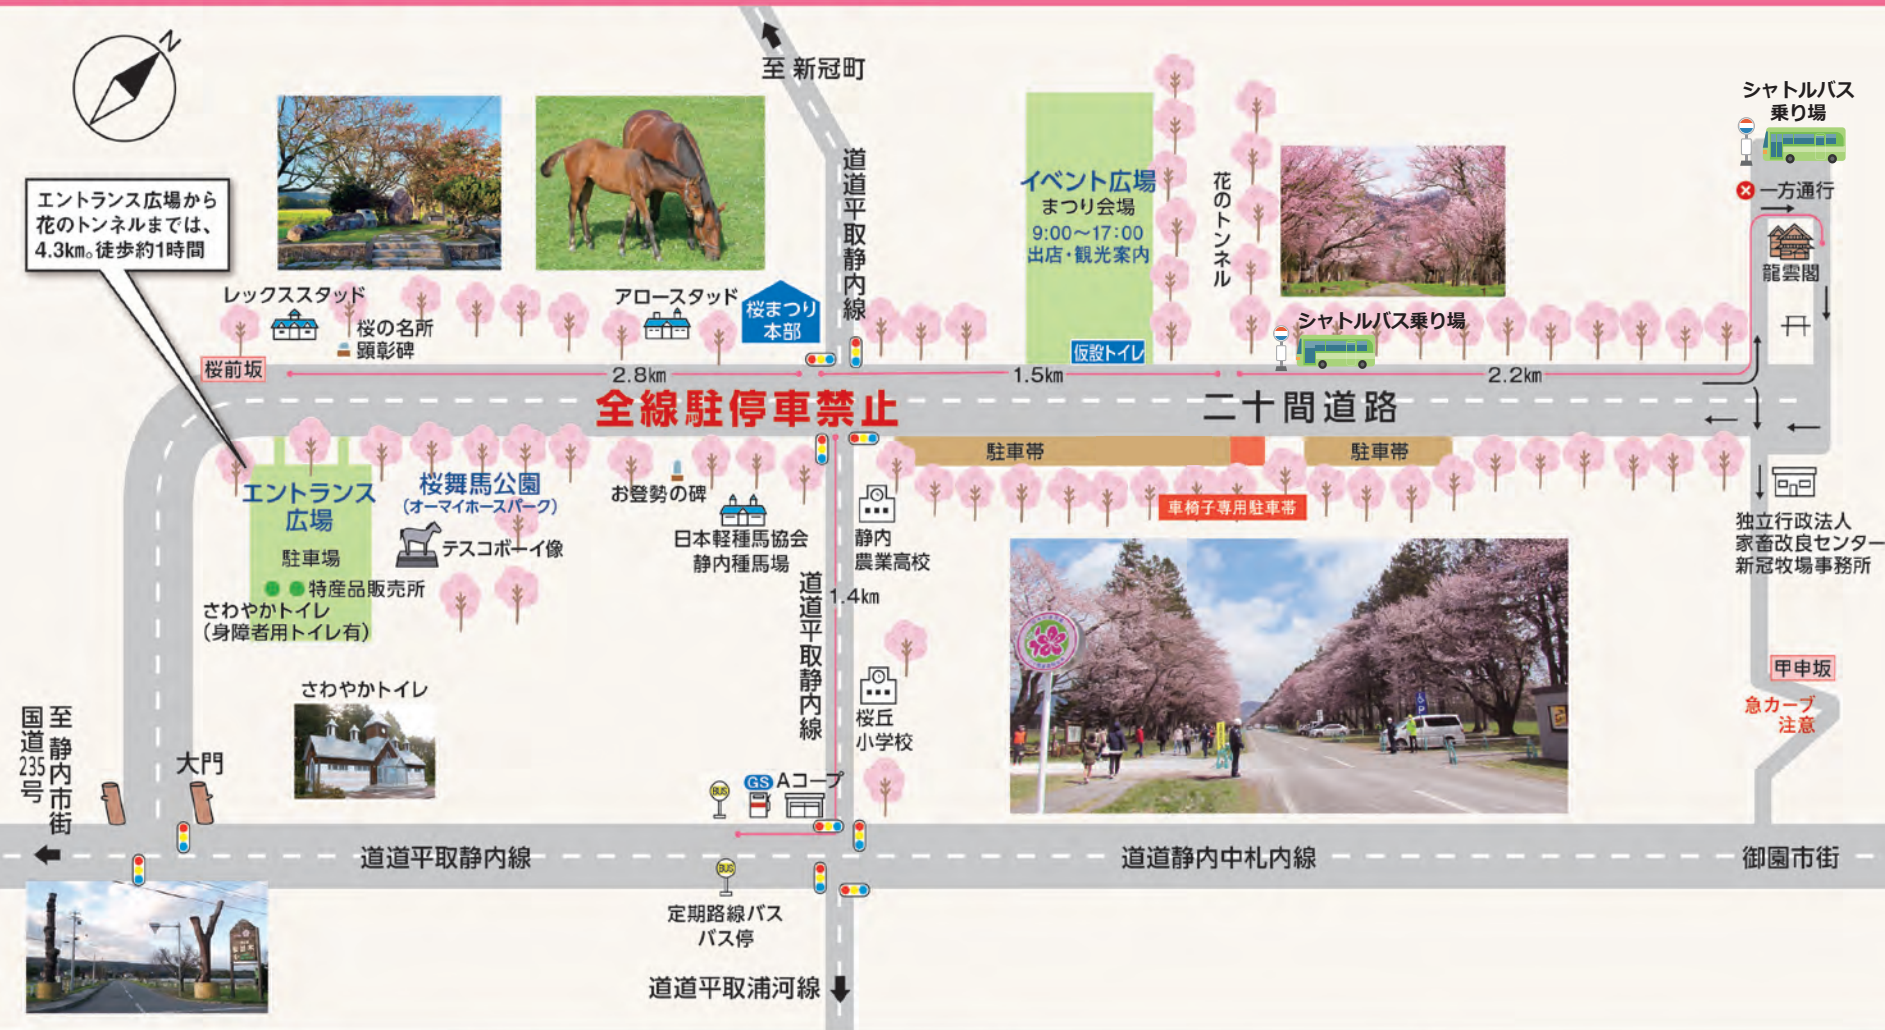 N
至 新冠町
シャトルバス
乗り場
一方通行
龍雲閣
エントランス広場から
花のトンネルまでは、
4.3km。徒歩約1時間
道道平取静内線
イベント広場
まつり会場
9:00～17:00
出店・観光案内
花のトンネル
レックススタッド
桜の名所
顕彰碑
アロースタッド
桜まつり
本部
仮設トイレ
シャトルバス乗り場
桜前坂
2.8km
1.5km
2.2km
全線駐停車禁止
二十間道路
駐車帯
駐車帯
車椅子専用駐車帯
エントランス
広場
駐車場
特産品販売所
さわやかトイレ
（身障者用トイレ有）
桜舞馬公園
（オーマイホースパーク）
テスコボーイ像
お登勢の碑
日本軽種馬協会
静内種馬場
静内
農業高校
道道平取静内線
1.4km
桜丘
小学校
独立行政法人
家畜改良センター
新冠牧場事務所
甲申坂
急カーブ
注意
さわやかトイレ
至 静内市街
国道235号
大門
BUS
GS
Aコープ
道道平取静内線
道道静内中札内線
御園市街
BUS
定期路線バス
バス停
道道平取浦河線